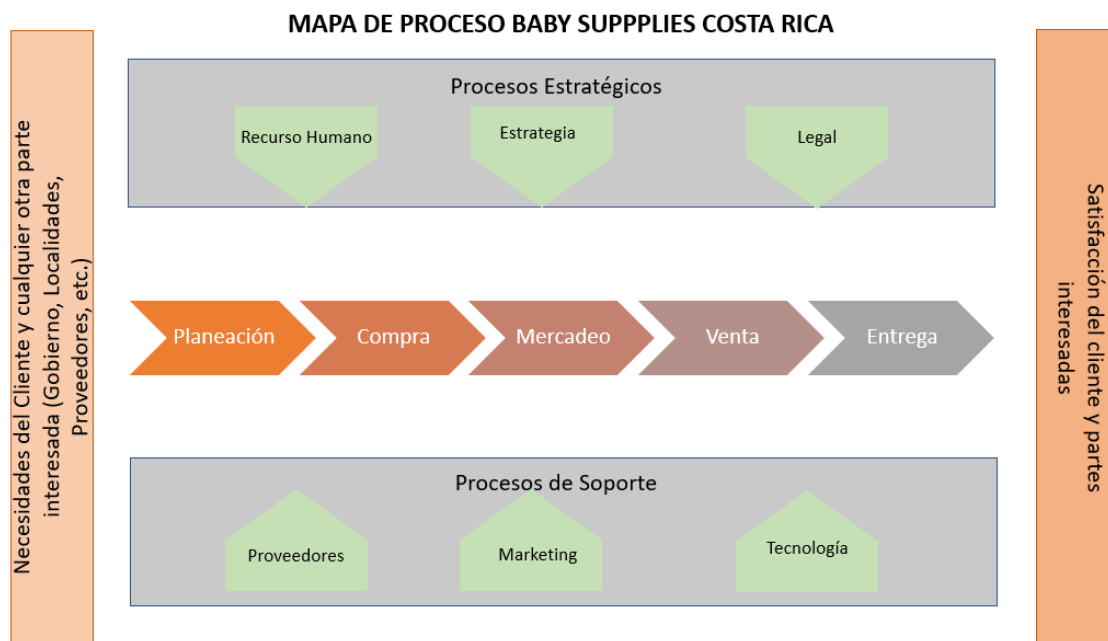 MAPA DE PROCESO BABY SUPPPLIES COSTA RICA
Necesidades del Cliente y cualquier otra parte
interesada (Gobierno, Localidades,
Proveedores, etc.)
Procesos Estratégicos
Recurso Humano
Estrategia
Legal
Planeación
Compra
Mercadeo
Venta
Entrega
Procesos de Soporte
Proveedores
Marketing
Tecnología
Satisfacción del cliente y partes
interesadas